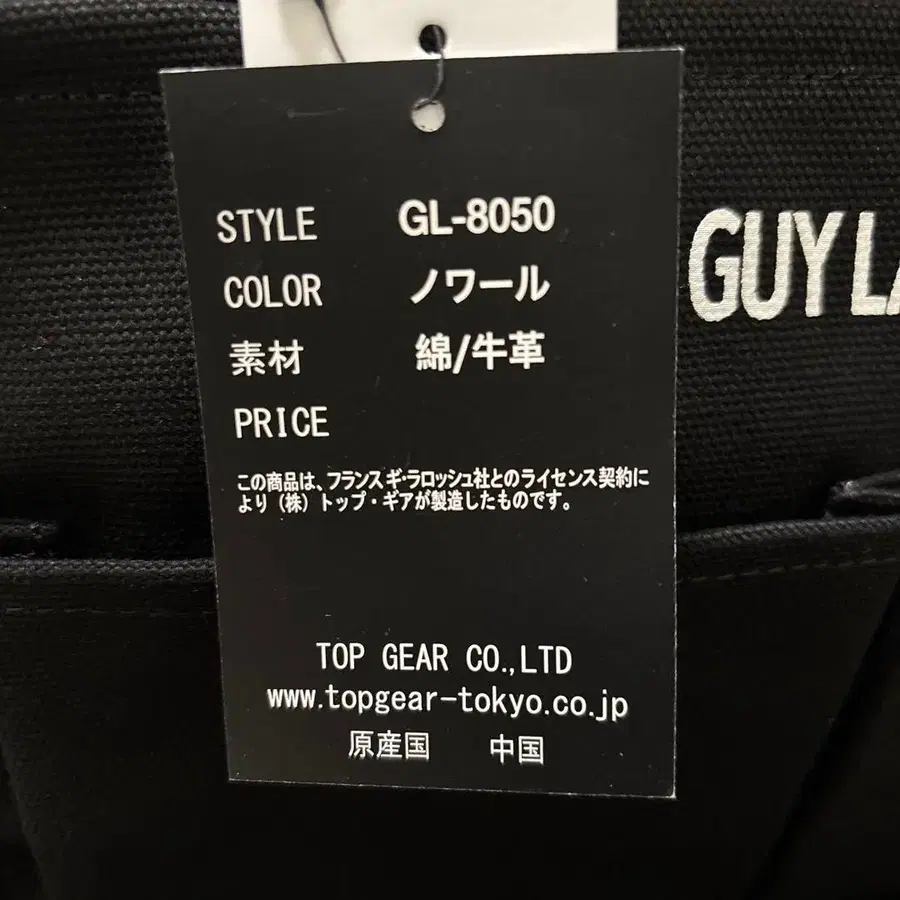 STYLE GL-8050
COLOR ノワール
素材 綿/牛革
PRICE
この商品は、フランス ギ・ラロッシュ社とのライセンス契約に
より（株）トップ・ギアが製造したものです。
TOP GEAR CO.,LTD
www.topgear-tokyo.co.jp
原産国 中国
GUY LA